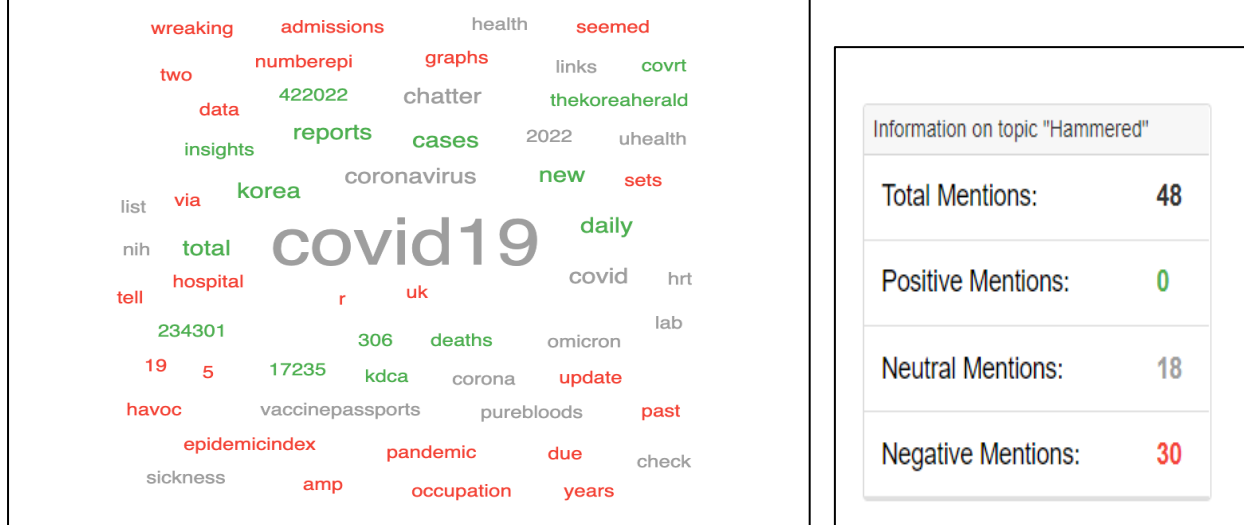 wreaking admissions health seemed
numberepi graphs links covrt
two 422022 chatter thekoreaherald
data reports cases 2022 uhealth
insights coronavirus new sets
list via korea
nih total covid19 daily
hospital covid hrt
tell r uk
234301 306 deaths omicron lab
19 5 17235 kdca corona update
havoc vaccinepassports purebloods past
epidemicindex pandemic due check
sickness amp occupation years
Information on topic "Hammered"
Total Mentions: 48
Positive Mentions: 0
Neutral Mentions: 18
Negative Mentions: 30